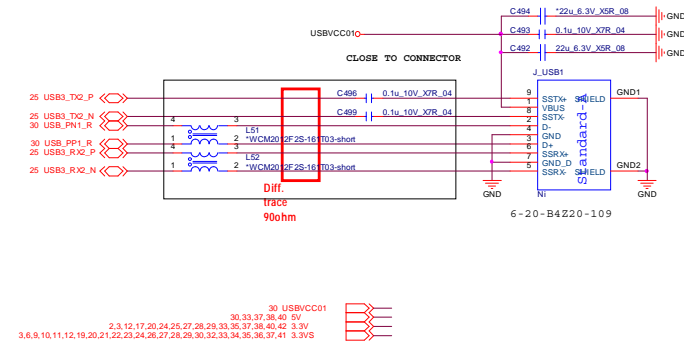 C494 *22u_6.3V_X5R_08 GND
USBVCC01 C493 0.1u_10V_X7R_04 GND
C492 22u_6.3V_X5R_08 GND
CLOSE TO CONNECTOR
J_USB1
25 USB3_TX2_P C496 0.1u_10V_X7R_04 9 SSTX+ SHIELD GND1
1 VBUS
25 USB3_TX2_N C499 0.1u_10V_X7R_04 8 SSTX-
30 USB_PN1_R 4 3 2 D-
L51 4 GND
30 USB_PP1_R 1 2 *WCM2012F2S-161T03-short 3 D+
25 USB3_RX2_P 4 3 6 SSRX+
L52 7 GND_D
25 USB3_RX2_N 1 2 *WCM2012F2S-161T03-short 5 SSRX- SHIELD GND2
Standard-A
Diff.
trace
90ohm
GND Ni GND
6-20-B4Z20-109
30 USBVCC01
30,33,37,38,40 5V
2,3,12,17,20,24,25,27,28,29,33,35,37,38,40,42 3.3V
3,6,9,10,11,12,19,20,21,22,23,24,26,27,28,29,30,32,33,34,35,36,37,41 3.3VS